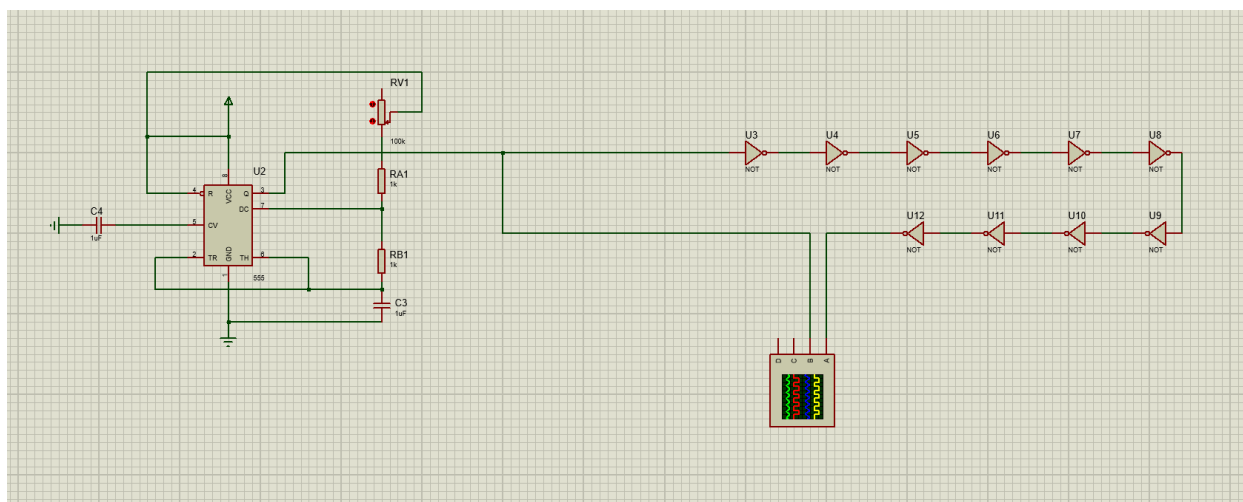 RV1
100k
U2
RA1
1k
4
R
8
VCC
Q
3
DC
7
C4
1uF
5
CV
2
TR
GND
1
TH
6
555
RB1
1k
C3
1uF
U3
NOT
U4
NOT
U5
NOT
U6
NOT
U7
NOT
U8
NOT
U12
NOT
U11
NOT
U10
NOT
U9
NOT
D
C
B
A